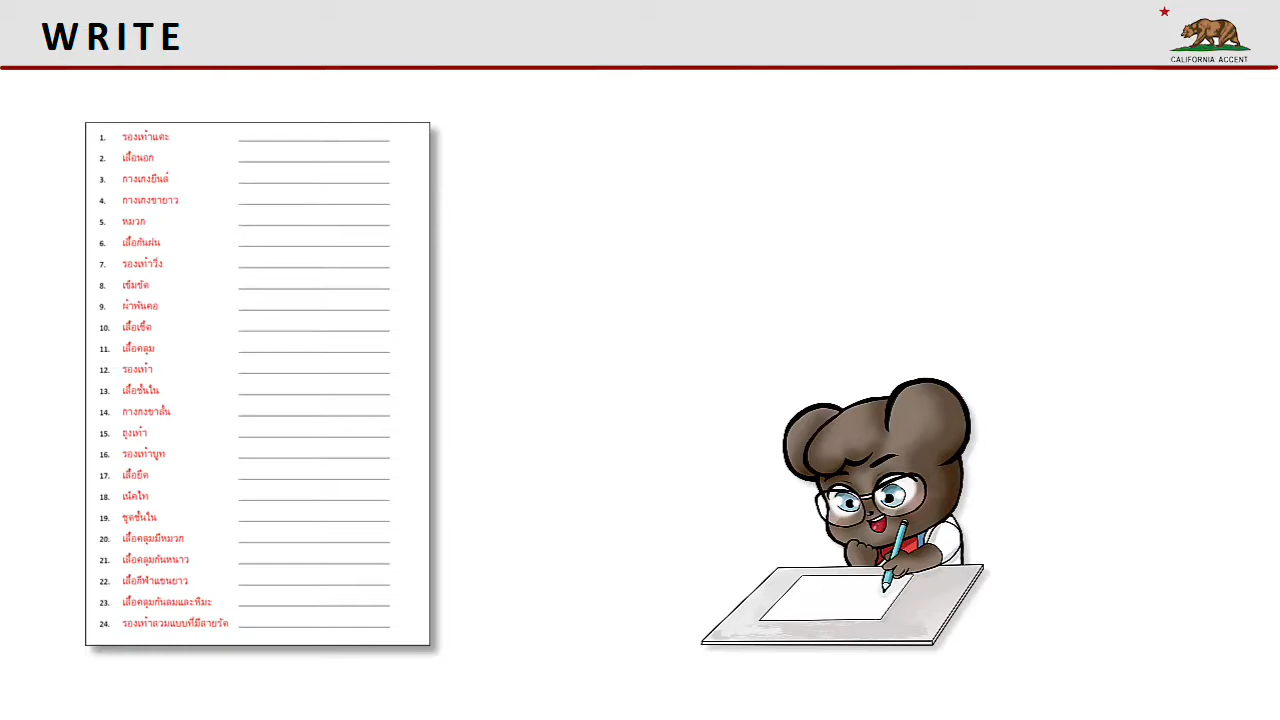 WRITE
CALIFORNIA ACCENT
1. รองเท้าแตะ
2. เสื้อนอก
3. กางเกงยีนส์
4. กางเกงขายาว
5. หมวก
6. เสื้อกันฝน
7. รองเท้าวิ่ง
8. เข็มขัด
9. ผ้าพันคอ
10. เสื้อเชิ้ต
11. เสื้อคลุม
12. รองเท้า
13. เสื้อชั้นใน
14. กางกงขาสั้น
15. ถุงเท้า
16. รองเท้าบูท
17. เสื้อยืด
18. เน็คไท
19. ชุดชั้นใน
20. เสื้อคลุมมีหมวก
21. เสื้อคลุมกันหนาว
22. เสื้อกีฬาแขนยาว
23. เสื้อคลุมกันลมและหิมะ
24. รองเท้าสวมแบบที่มีสายรัด